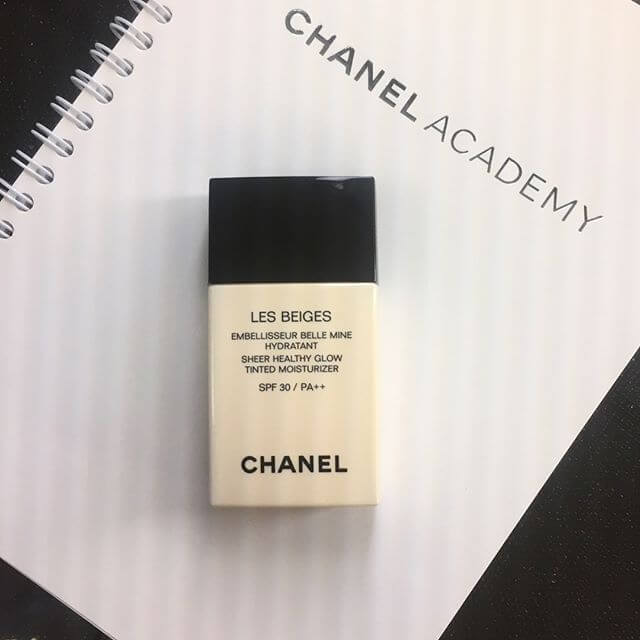 CHANEL ACADEMY
LES BEIGES
EMBELLISSEUR BELLE MINE
HYDRATANT
SHEER HEALTHY GLOW
TINTED MOISTURIZER
SPF 30 / PA++
CHANEL